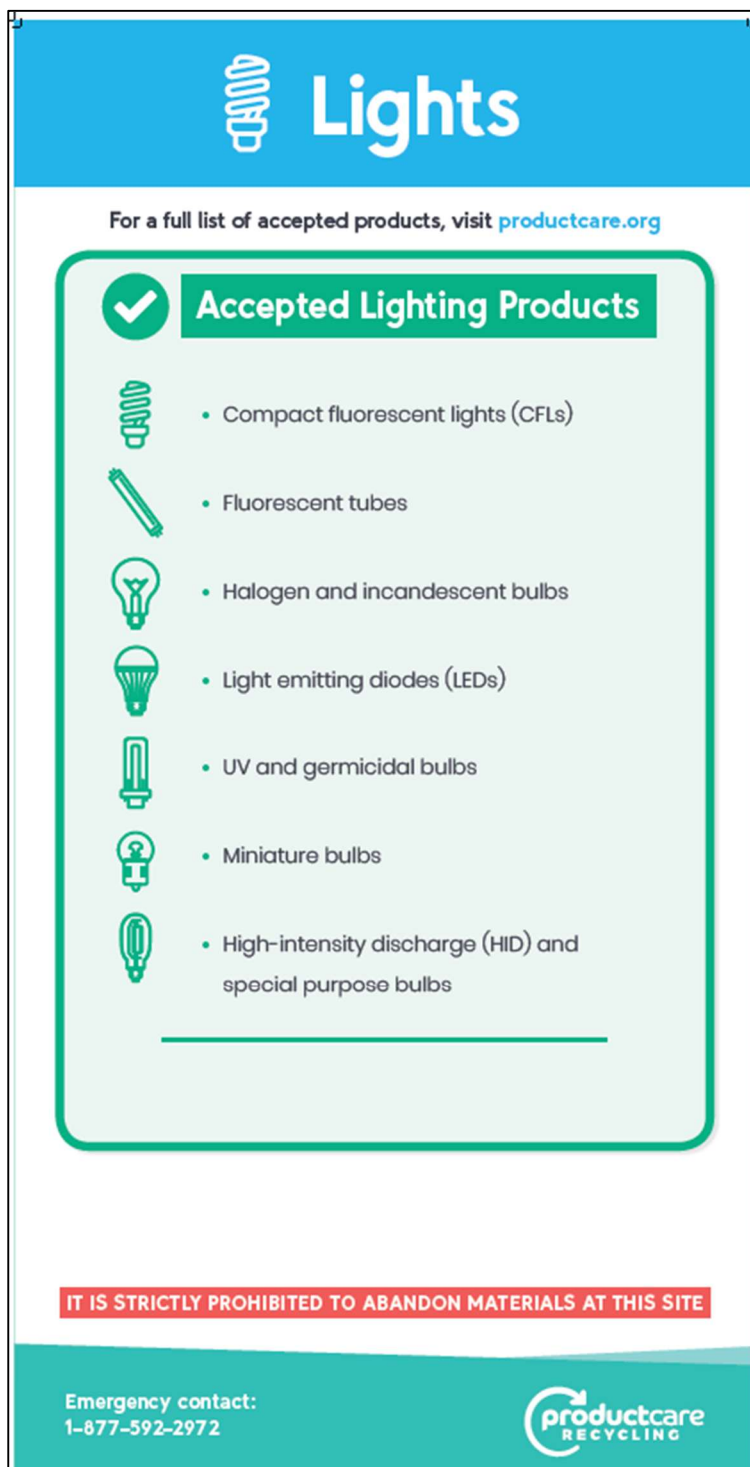 Lights
For a full list of accepted products, visit productcare.org
Accepted Lighting Products
• Compact fluorescent lights (CFLs)
• Fluorescent tubes
• Halogen and incandescent bulbs
• Light emitting diodes (LEDs)
• UV and germicidal bulbs
• Miniature bulbs
• High-intensity discharge (HID) and
special purpose bulbs
IT IS STRICTLY PROHIBITED TO ABANDON MATERIALS AT THIS SITE
Emergency contact:
1-877-592-2972
productcare
RECYCLING